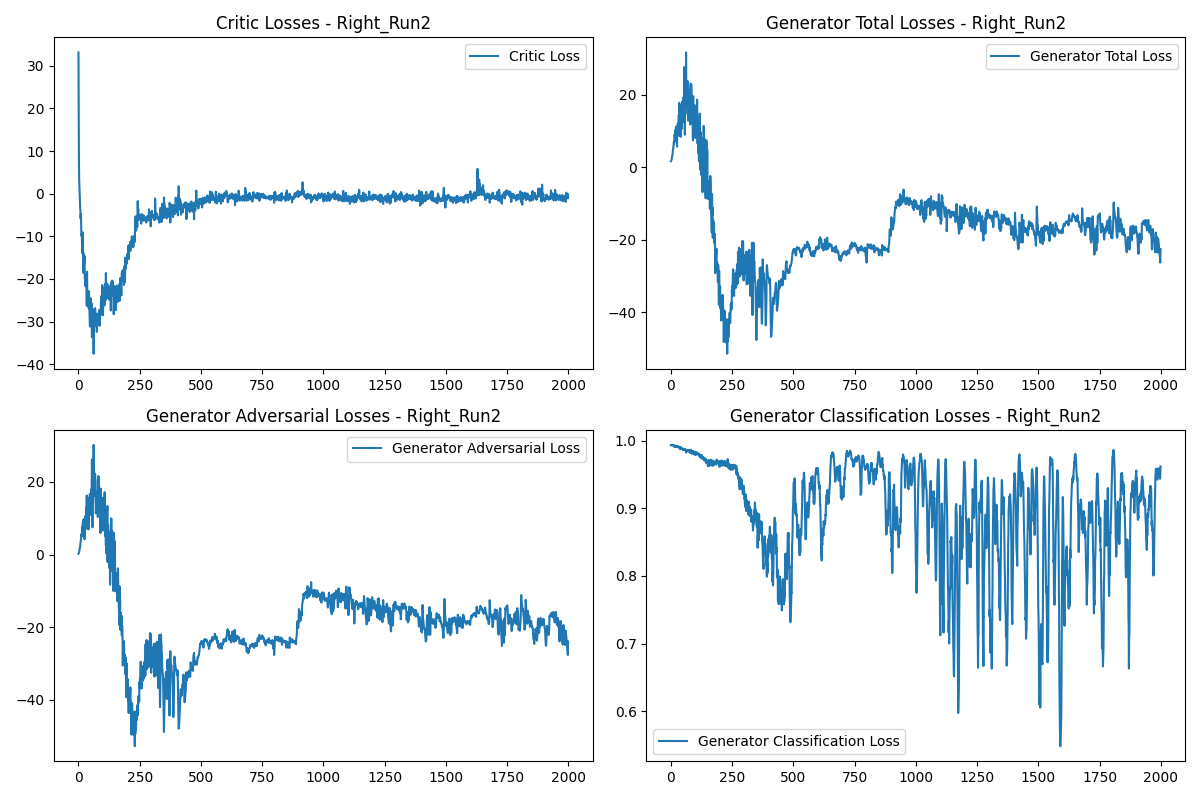 Critic Losses - Right_Run2
Critic Loss
30
20
10
0
−10
−20
−30
−40
0 250 500 750 1000 1250 1500 1750 2000
Generator Total Losses - Right_Run2
Generator Total Loss
20
0
−20
−40
0 250 500 750 1000 1250 1500 1750 2000
Generator Adversarial Losses - Right_Run2
Generator Adversarial Loss
20
0
−20
−40
0 250 500 750 1000 1250 1500 1750 2000
Generator Classification Losses - Right_Run2
1.0
0.9
0.8
0.7
0.6
Generator Classification Loss
0 250 500 750 1000 1250 1500 1750 2000